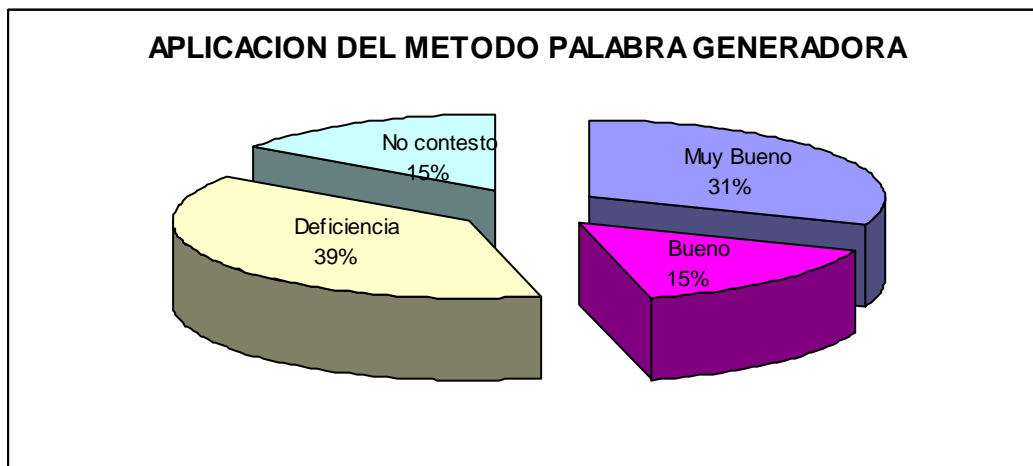 APLICACION DEL METODO PALABRA GENERADORA
No contesto
15%
Muy Bueno
31%
Deficiencia
39%
Bueno
15%